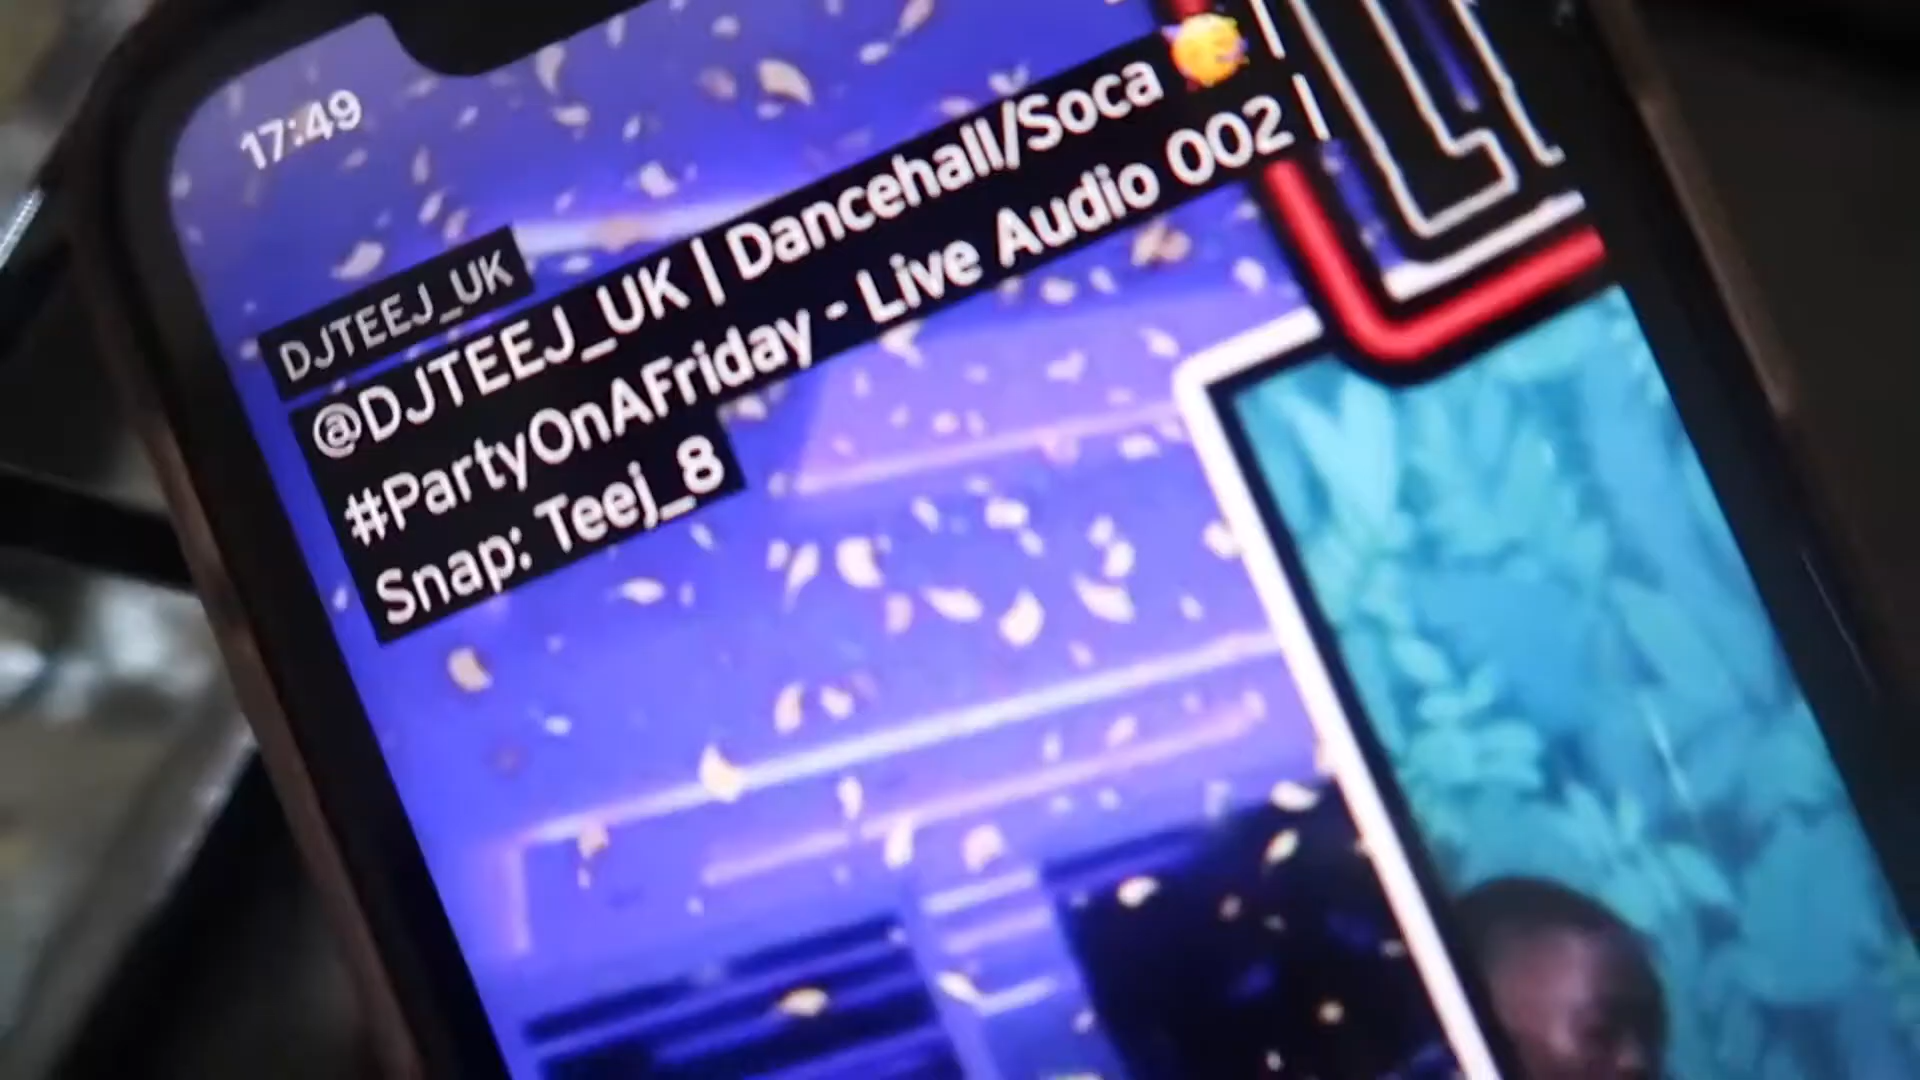 17:49
DJTEEJ_UK
@DJTEEJ_UK | Dancehall/Soca 🌞 |
#PartyOnAFriday - Live Audio 002 |
Snap: Teej_8